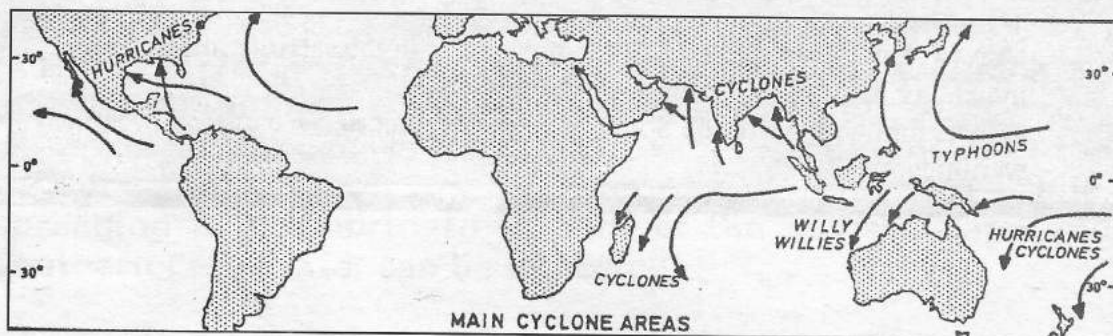 HURRICANES
30°
0°
30°
CYCLONES
TYPHOONS
30°
0°
WILLY
WILLIES
HURRICANES
CYCLONES
30°
CYCLONES
MAIN CYCLONE AREAS